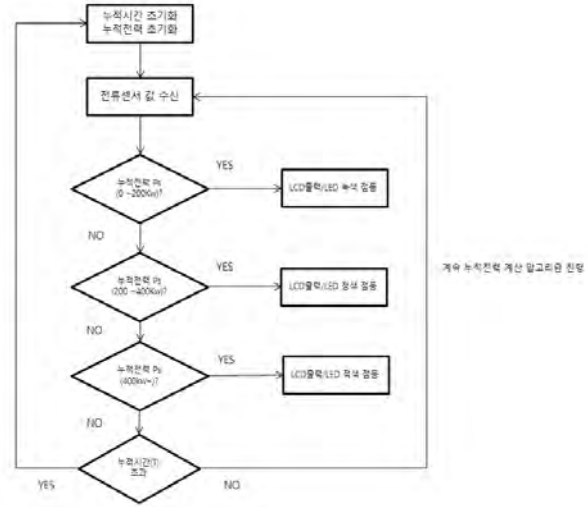 누적시간 초기화
누적전력 초기화
전류센서 값 수신
누적전력 Ps
(0 ~200Kw)?
YES
LCD출력/LED 녹색 점등
NO
누적전력 Ps
(200 ~400Kw)?
YES
LCD출력/LED 청색 점등
계속 누적전력 계산 알고리즘 진행
NO
누적전력 Ps
(400kw~)?
YES
LCD출력/LED 적색 점등
NO
누적시간(T)
초과
YES
NO